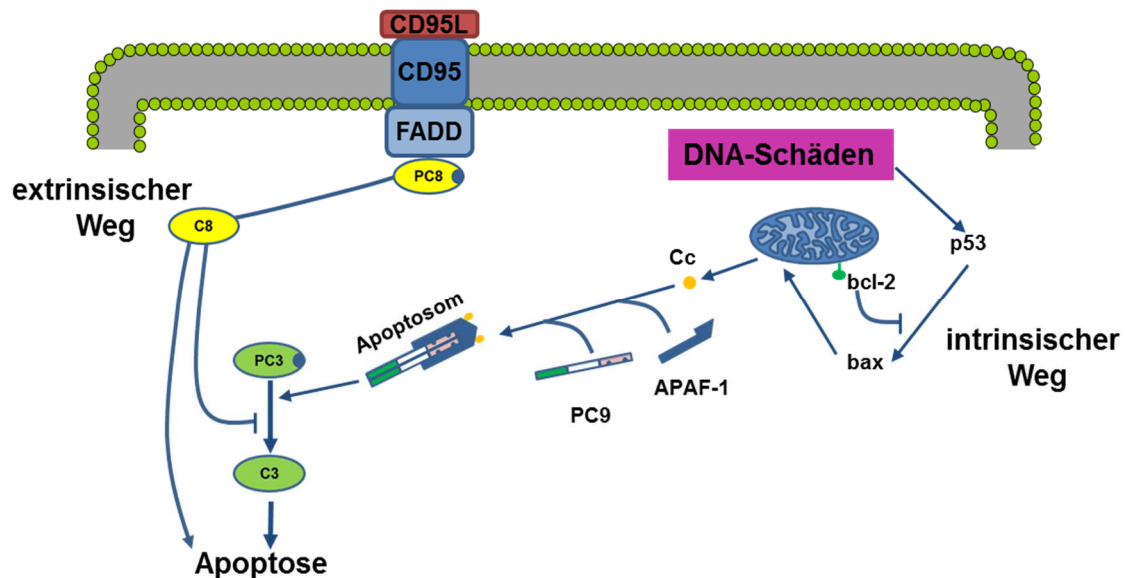 CD95L
CD95
FADD
DNA-Schäden
PC8
extrinsischer
Weg
C8
p53
Cc
bcl-2
Apoptosom
intrinsischer
Weg
bax
PC3
APAF-1
PC9
C3
Apoptose